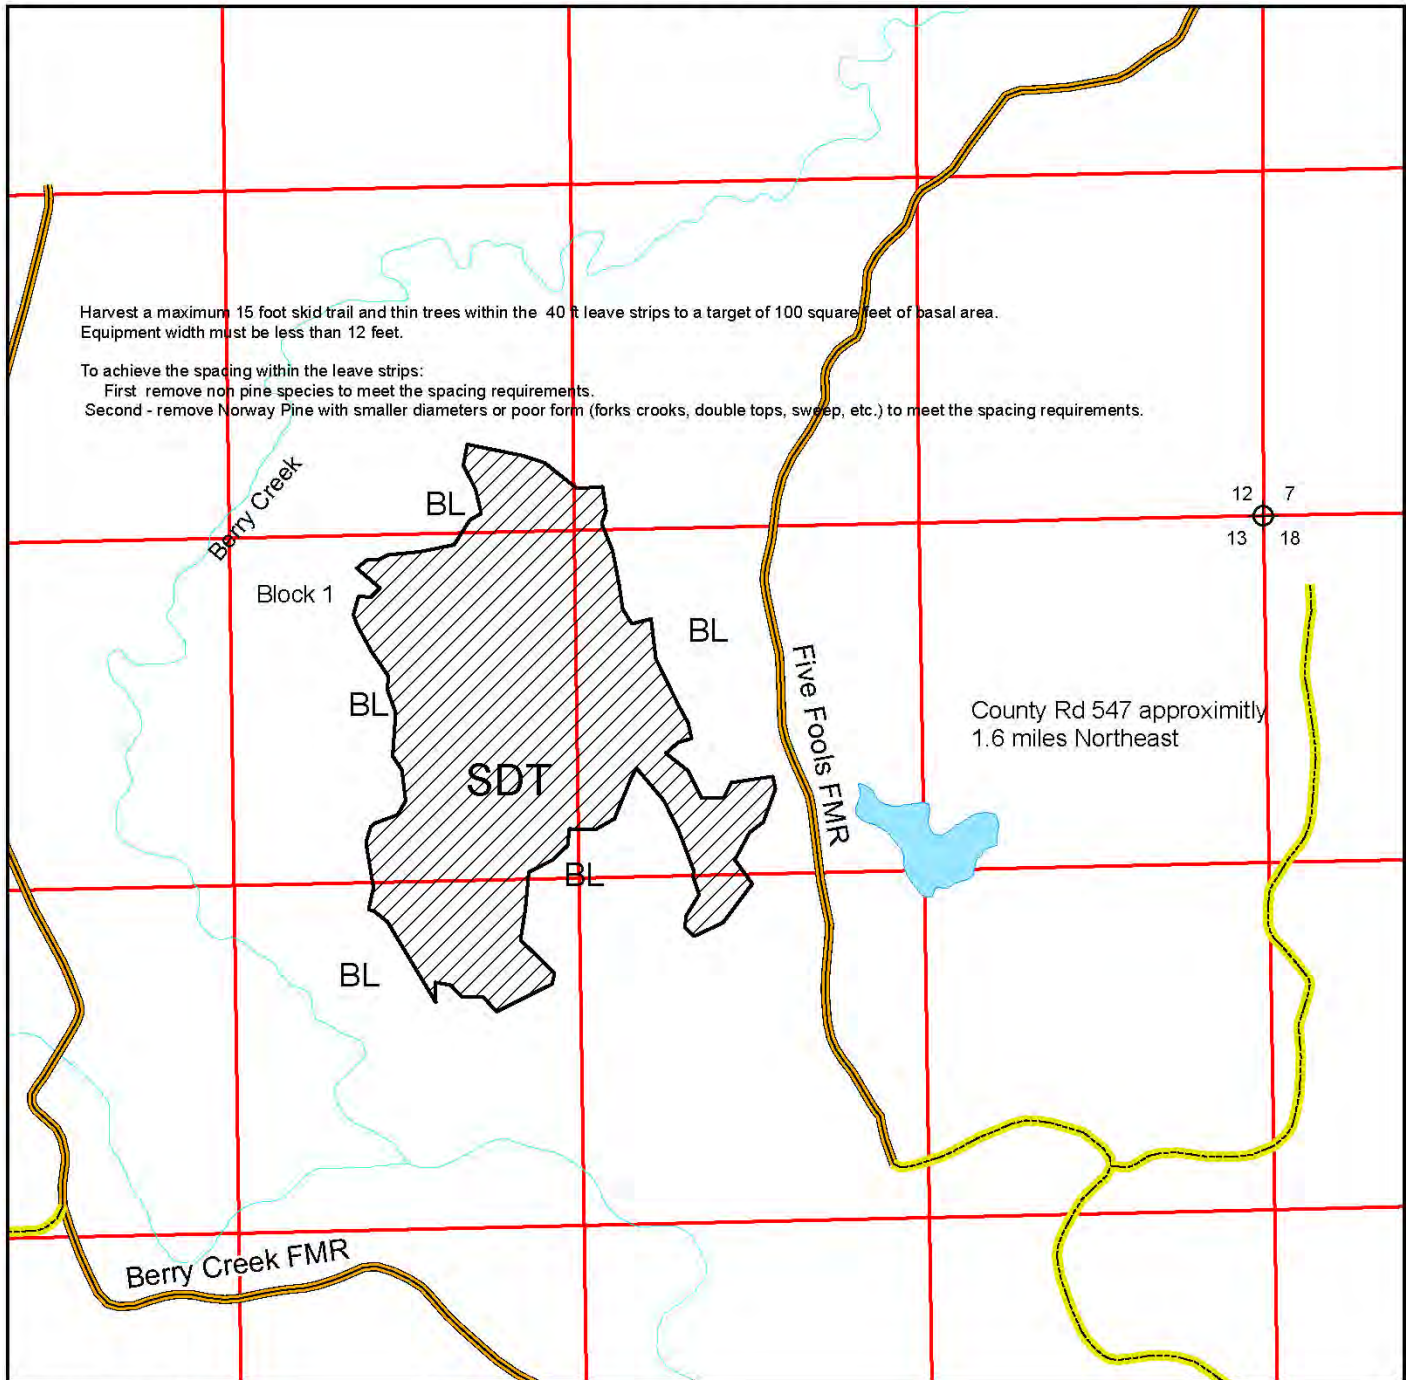 Harvest a maximum 15 foot skid trail and thin trees within the 40 ft leave strips to a target of 100 square feet of basal area.
Equipment width must be less than 12 feet.
To achieve the spacing within the leave strips:
First remove non pine species to meet the spacing requirements.
Second - remove Norway Pine with smaller diameters or poor form (forks crooks, double tops, sweep, etc.) to meet the spacing requirements.
Berry Creek
BL
12 7
13 18
Block 1
BL
BL
Five Fools FMR
County Rd 547 approximitly
1.6 miles Northeast
SDT
BL
BL
Berry Creek FMR